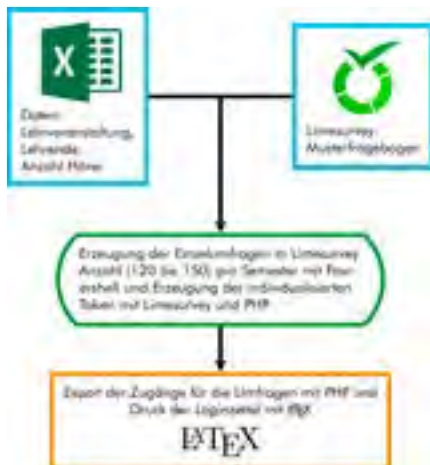 Daten:
Lehrveranstaltung,
Lehrende,
Anzahl Hörer
Limesurvey
Musterfragebogen
Erzeugung der Einzelumfragen in Limesurvey
Anzahl (120 bis 150) pro Semester mit Pow-
ershell und Erzeugung der individualisierten
Token mit Limesurvey und PHP
Export der Zugänge für die Umfragen mit PHP und
Druck der Loginzettel mit LATEX
LATEX